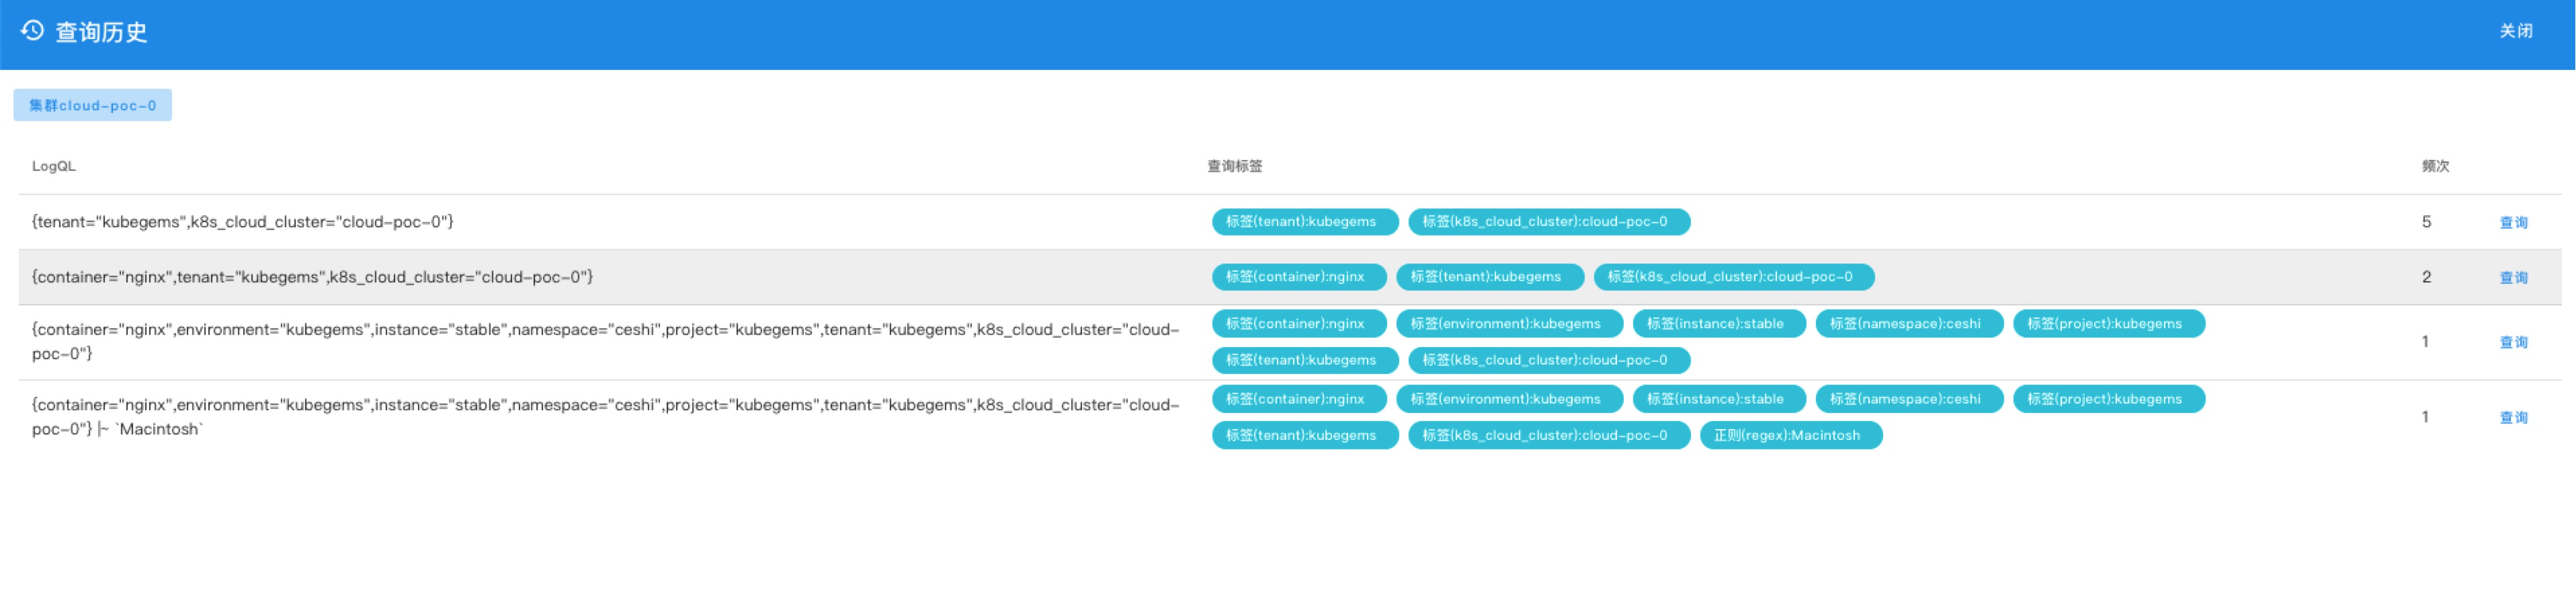 查询历史
关闭
集群cloud-poc-0
LogQL 查询标签 频次
{tenant="kubegems",k8s_cloud_cluster="cloud-poc-0"} 标签(tenant):kubegems 标签(k8s_cloud_cluster):cloud-poc-0 5 查询
{container="nginx",tenant="kubegems",k8s_cloud_cluster="cloud-poc-0"} 标签(container):nginx 标签(tenant):kubegems 标签(k8s_cloud_cluster):cloud-poc-0 2 查询
{container="nginx",environment="kubegems",instance="stable",namespace="ceshi",project="kubegems",tenant="kubegems",k8s_cloud_cluster="cloud-
poc-0"}
标签(container):nginx 标签(environment):kubegems 标签(instance):stable 标签(namespace):ceshi 标签(project):kubegems
标签(tenant):kubegems 标签(k8s_cloud_cluster):cloud-poc-0
1 查询
{container="nginx",environment="kubegems",instance="stable",namespace="ceshi",project="kubegems",tenant="kubegems",k8s_cloud_cluster="cloud-
poc-0"} |~ `Macintosh`
标签(container):nginx 标签(environment):kubegems 标签(instance):stable 标签(namespace):ceshi 标签(project):kubegems
标签(tenant):kubegems 标签(k8s_cloud_cluster):cloud-poc-0 正则(regex):Macintosh
1 查询